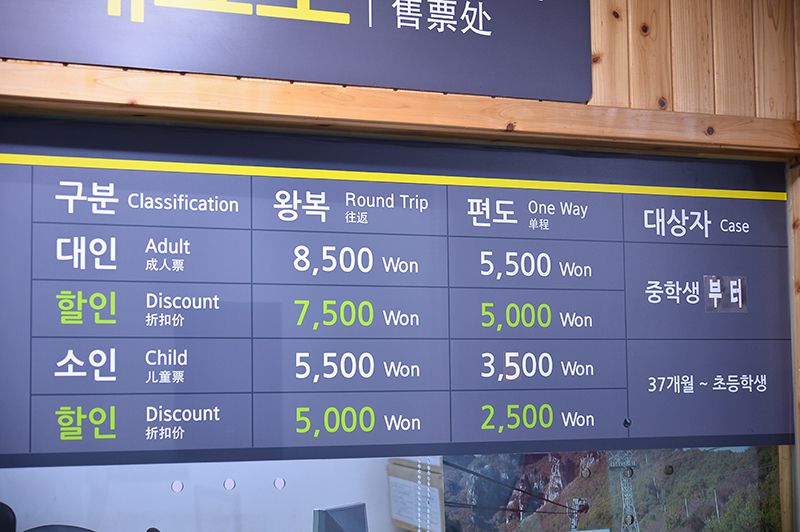 售票处
구분 Classification 왕복 Round Trip 往返 편도 One Way 单程 대상자 Case
대인 Adult 成人票 8,500 Won 5,500 Won 중학생 부터
할인 Discount 折扣价 7,500 Won 5,000 Won
소인 Child 儿童票 5,500 Won 3,500 Won 37개월 ~ 초등학생
할인 Discount 折扣价 5,000 Won 2,500 Won